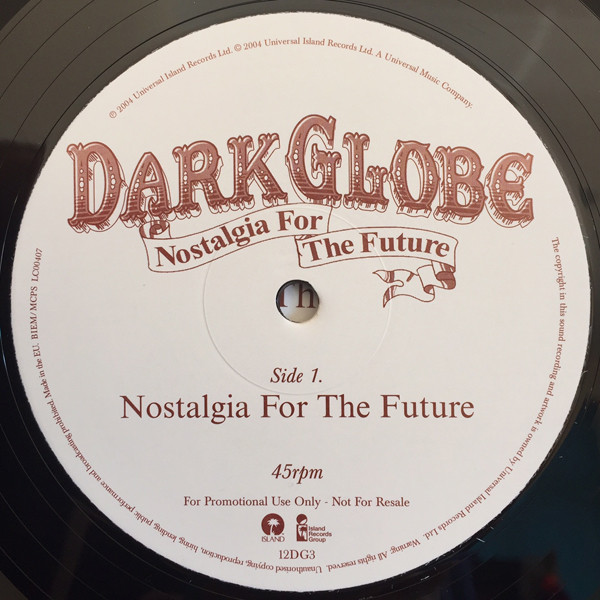 ℗ 2004 Universal Island Records Ltd. © 2004 Universal Island Records Ltd. A Universal Music Company.
DARK GLOBE
Nostalgia For
The Future
Th
Side 1.
Nostalgia For The Future
45rpm
For Promotional Use Only - Not For Resale
ISLAND
Island
Records
Group
12DG3
The copyright in this sound recording and artwork is owned by Universal Island Records Ltd. Warning: All rights reserved. Unauthorised copying, reproduction, hiring, lending, public performance and broadcasting prohibited. Made in the EU. BIEM/MCPS LC00407